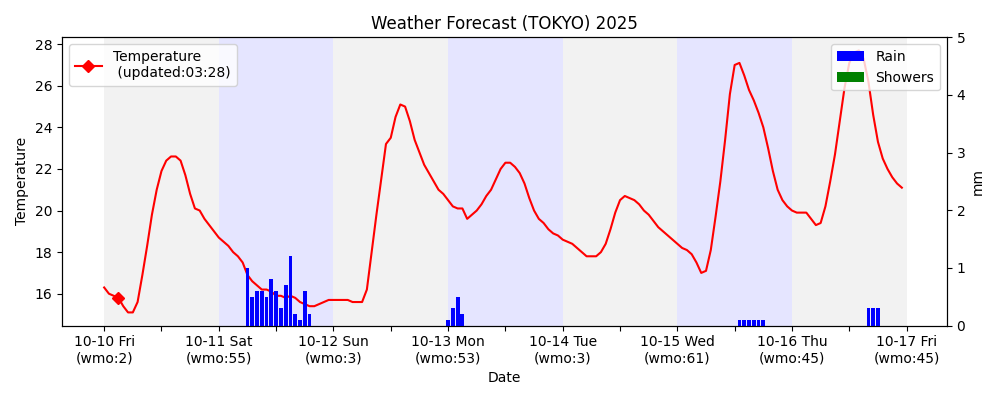 Weather Forecast (TOKYO) 2025
Temperature
(updated:03:28)
Rain
Showers
28
26
24
22
20
18
16
Temperature
5
4
3
2
1
0
mm
10-10 Fri
(wmo:2)
10-11 Sat
(wmo:55)
10-12 Sun
(wmo:3)
10-13 Mon
(wmo:53)
10-14 Tue
(wmo:3)
10-15 Wed
(wmo:61)
10-16 Thu
(wmo:45)
10-17 Fri
(wmo:45)
Date